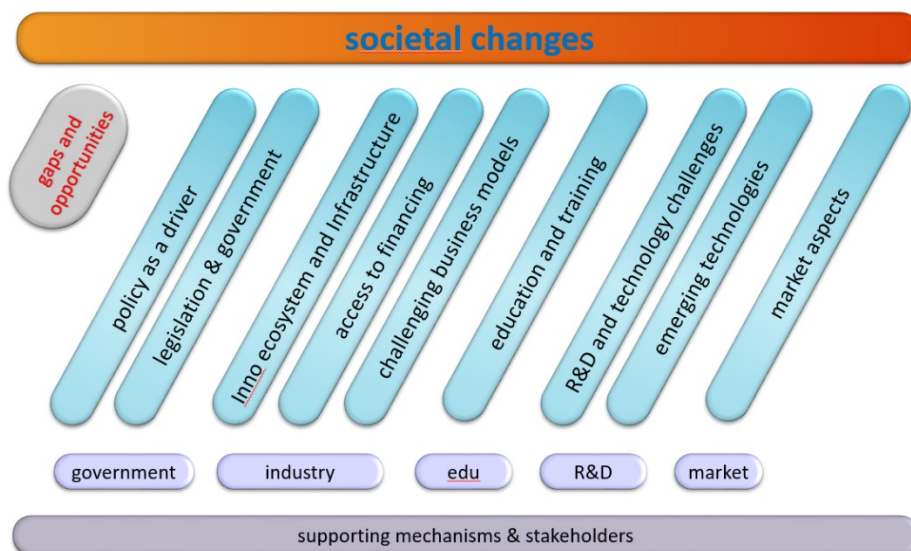 societal changes
gaps and
opportunities
policy as a driver
legislation & government
Inno ecosystem and Infrastructure
access to financing
challenging business models
education and training
R&D and technology challenges
emerging technologies
market aspects
government
industry
edu
R&D
market
supporting mechanisms & stakeholders